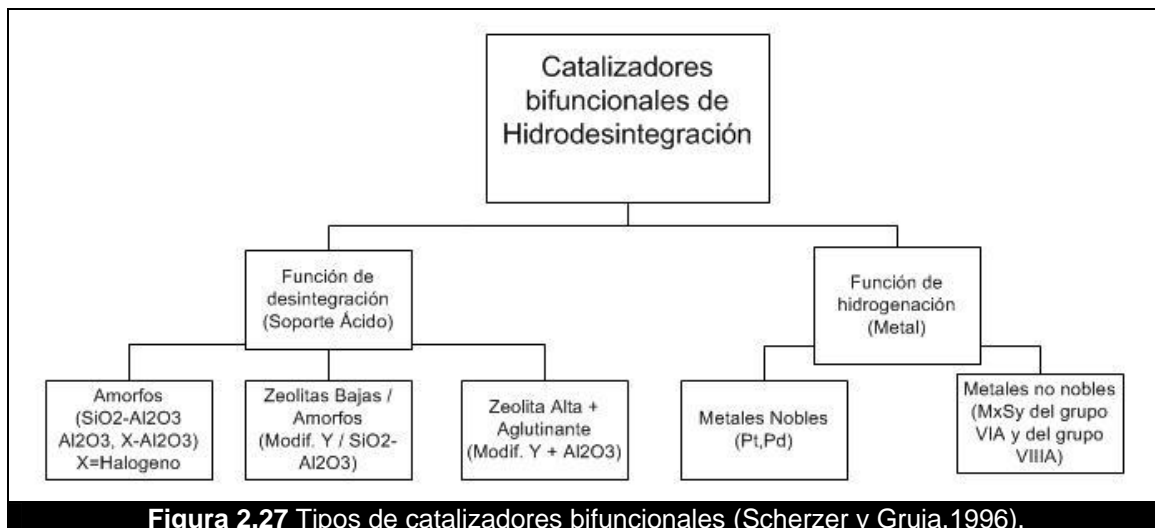 Catalizadores
bifuncionales de
Hidrodesintegración
Función de
desintegración
(Soporte Ácido)
Función de
hidrogenación
(Metal)
Amorfos
(SiO2-Al2O3
Al2O3, X-Al2O3)
X=Halogeno
Zeolitas Bajas /
Amorfos
(Modif. Y / SiO2-
Al2O3)
Zeolita Alta +
Aglutinante
(Modif. Y + Al2O3)
Metales Nobles
(Pt,Pd)
Metales no nobles
(MxSy del grupo
VIA y del grupo
VIIIA)
Figura 2.27 Tipos de catalizadores bifuncionales (Scherzer y Gruia,1996).